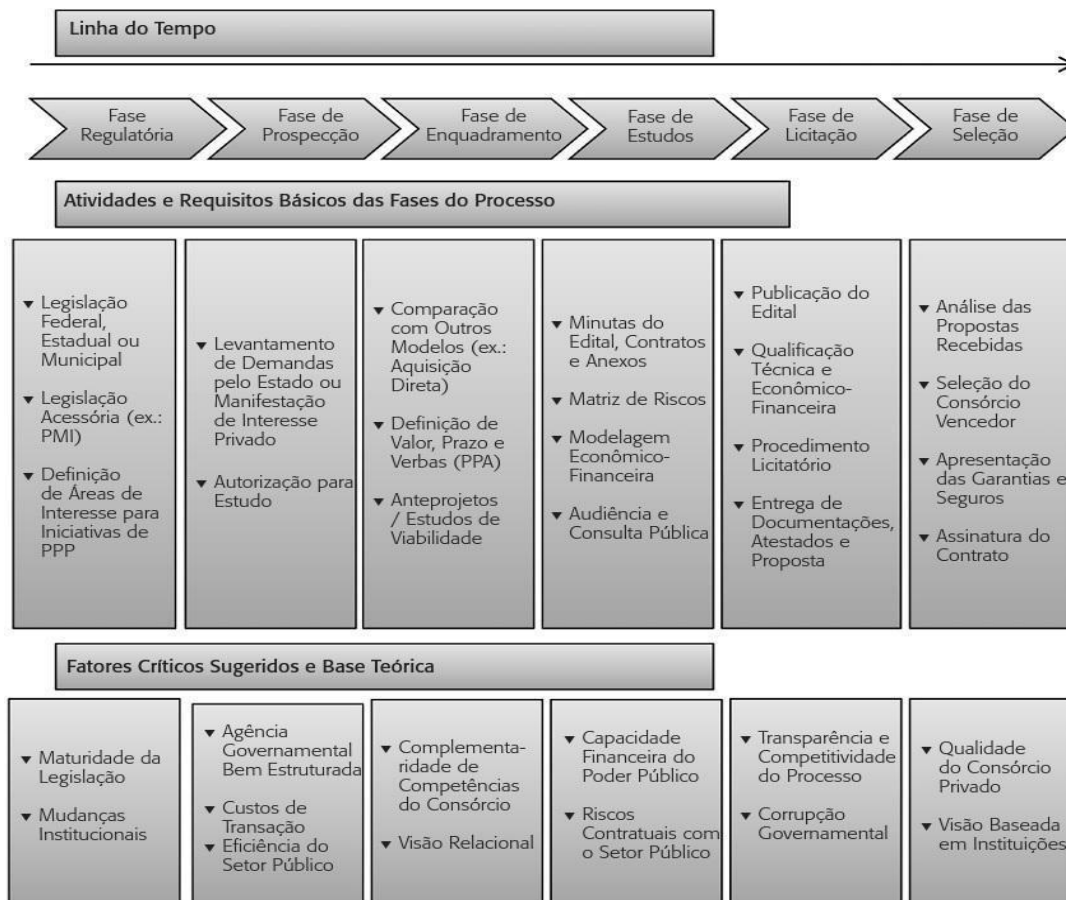 Linha do Tempo
Fase
Regulatória
Fase de
Prospecção
Fase de
Enquadramento
Fase de
Estudos
Fase de
Licitação
Fase de
Seleção
Atividades e Requisitos Básicos das Fases do Processo
Legislação
Federal,
Estadual ou
Municipal
Legislação
Acessória (ex.:
PMI)
Definição
de Áreas de
Interesse para
Iniciativas de
PPP
Levantamento
de Demandas
pelo Estado ou
Manifestação
de Interesse
Privado
Autorização para
Estudo
Comparação
com Outros
Modelos (ex.:
Aquisição
Direta)
Definição de
Valor, Prazo e
Verbas (PPA)
Anteprojetos
/ Estudos de
Viabilidade
Minutas do
Edital, Contratos
e Anexos
Matriz de Riscos
Modelagem
Econômico-
Financeira
Audiência e
Consulta Pública
Publicação do
Edital
Qualificação
Técnica e
Econômico-
Financeira
Procedimento
Licitatório
Entrega de
Documentações,
Atestados e
Proposta
Análise das
Propostas
Recebidas
Seleção do
Consórcio
Vencedor
Apresentação
das Garantias e
Seguros
Assinatura do
Contrato
Fatores Críticos Sugeridos e Base Teórica
Maturidade da
Legislação
Mudanças
Institucionais
Agência
Governamental
Bem Estruturada
Custos de
Transação
Eficiência do
Setor Público
Complementa-
ridade de
Competências
do Consórcio
Visão Relacional
Capacidade
Financeira do
Poder Público
Riscos
Contratuais com
o Setor Público
Transparência e
Competitividade
do Processo
Corrupção
Governamental
Qualidade
do Consórcio
Privado
Visão Baseada
em Instituições